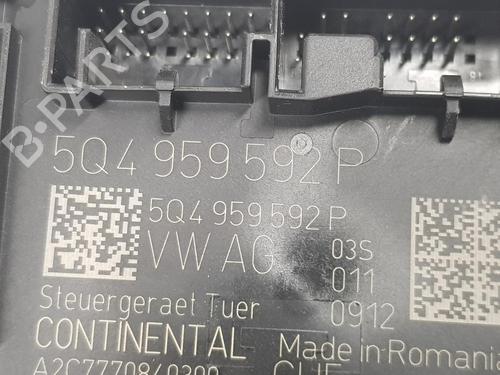 B-PARTS
5Q4 959 592 P
5Q4 959 592 P
VW AG 03S
011
Steuergeraet Tuer 0912
CONTINENTAL Made in Romania